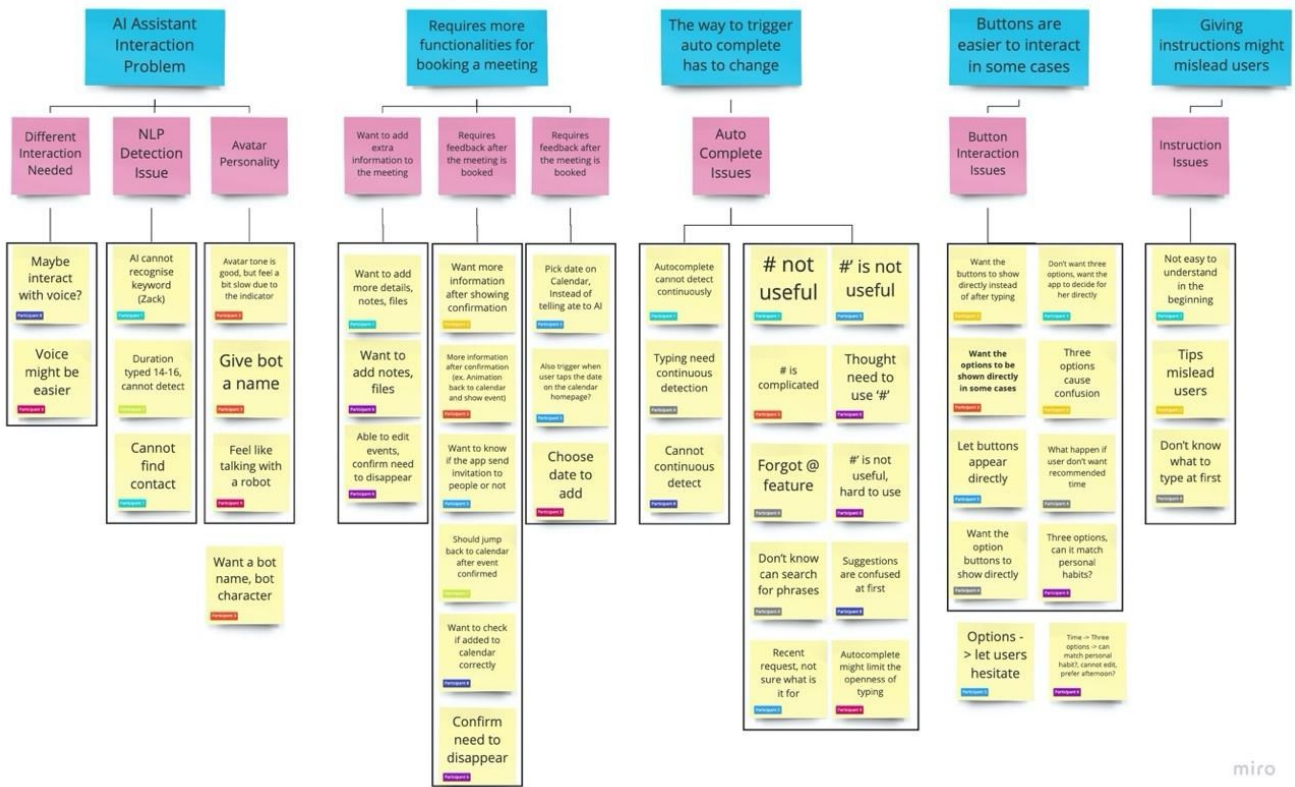 AI Assistant
Interaction
Problem
Requires more
functionalities for
booking a meeting
The way to trigger
auto complete
has to change
Buttons are
easier to interact
in some cases
Giving
instructions might
mislead users
Different
Interaction
Needed
NLP
Detection
Issue
Avatar
Personality
Want to add
extra
information to
the meeting
Requires
feedback after
the meeting is
booked
Requires
feedback after
the meeting is
booked
Auto
Complete
Issues
Button
Interaction
Issues
Instruction
Issues
Maybe
interact
with voice?
Voice
might be
easier
AI cannot
recognise
keyword
(Zack)
Duration
typed 14-16,
cannot detect
Cannot
find
contact
Avatar tone is
good, but feel a
bit slow due to
the indicator
Give bot
a name
Feel like
talking with
a robot
Want a bot
name, bot
character
Want to add
more details,
notes, files
Want to
add notes,
files
Able to edit
events,
confirm need
to disappear
Want more
information
after showing
confirmation
More information
after confirmation
(ex. Animation
back to calendar
and show event)
Want to know
if the app send
invitation to
people or not
Should jump
back to calendar
after event
confirmed
Want to check
if added to
calendar
correctly
Confirm
need to
disappear
Pick date on
Calendar,
instead of
telling ate to AI
Also trigger when
user taps the date
on the calendar
homepage?
Choose
date to
add
Autocomplete
cannot detect
continuously
Typing need
continuous
detection
Cannot
continuous
detect
# not
useful
#' is not
useful
# is
complicated
Thought
need to
use '#'
Forgot @
feature
#' is not
useful,
hard to use
Don't know
can search
for phrases
Suggestions
are confused
at first
Recent
request, not
sure what is
it for
Autocomplete
might limit the
openness of
typing
Want the
buttons to show
directly instead
of after typing
Don't want three
options, want the
app to decide for
her directly
Want the
options to be
shown directly
in some cases
Three
options
cause
confusion
Let buttons
appear
directly
What happen if
user don't want
recommended
time
Want the
option
buttons to
show directly
Three options,
can it match
personal
habits?
Options -
> let users
hesitate
Time -> Three
options -> can
match personal
habit?, cannot edit,
prefer afternoon?
Not easy to
understand
in the
beginning
Tips
mislead
users
Don't know
what to
type at first
miro